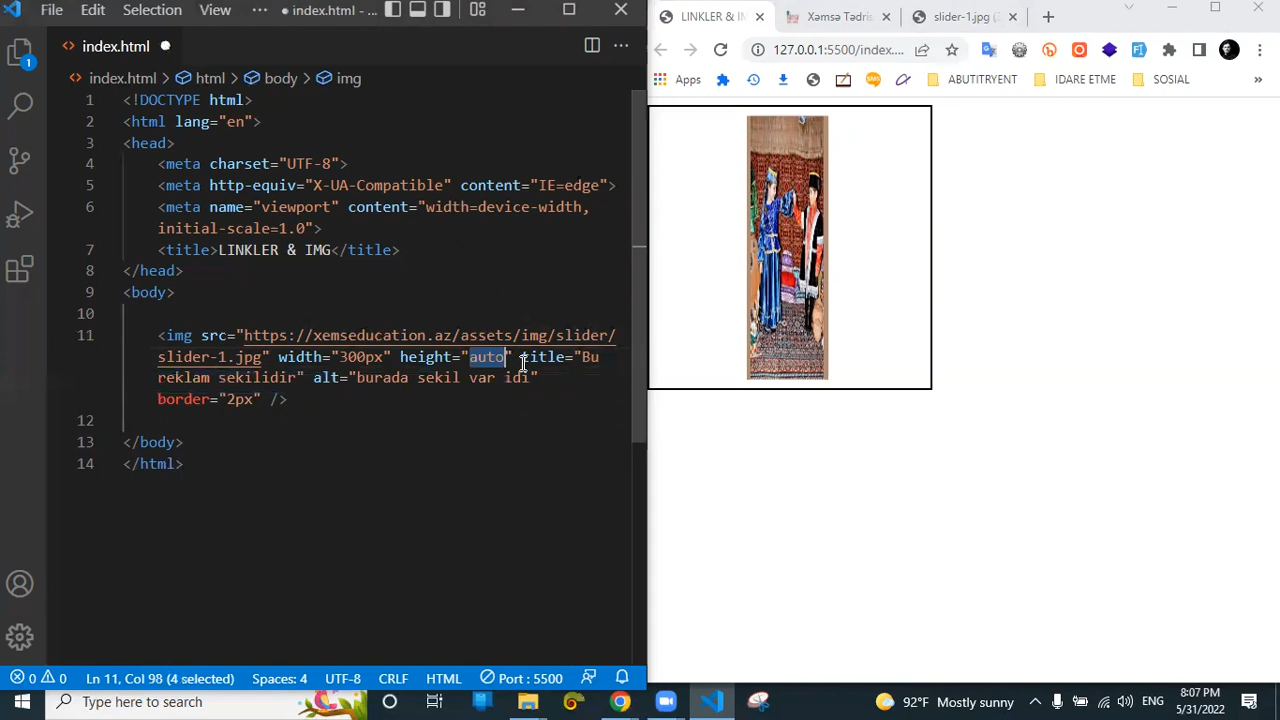 File Edit Selection View ··· ● index.html - ...
LINKLER & IMG
Xəmsə Tədris
slider-1.jpg (
index.html
127.0.0.1:5500/index....
index.html > html > body > img
Apps
ABUTITRYENT
IDARE ETME
SOSIAL
»
1 <!DOCTYPE html>
2 <html lang="en">
3 <head>
4 <meta charset="UTF-8">
5 <meta http-equiv="X-UA-Compatible" content="IE=edge">
6 <meta name="viewport" content="width=device-width,
initial-scale=1.0">
7 <title>LINKLER & IMG</title>
8 </head>
9 <body>
10
11 <img src="https://xemseducation.az/assets/img/slider/
slider-1.jpg" width="300px" height="auto" title="Bu
reklam sekilidir" alt="burada sekil var idi"
border="2px" />
12
13 </body>
14 </html>
1
0 0 Ln 11, Col 98 (4 selected) Spaces: 4 UTF-8 CRLF HTML Port : 5500
Type here to search
92°F Mostly sunny
ENG
8:07 PM
5/31/2022